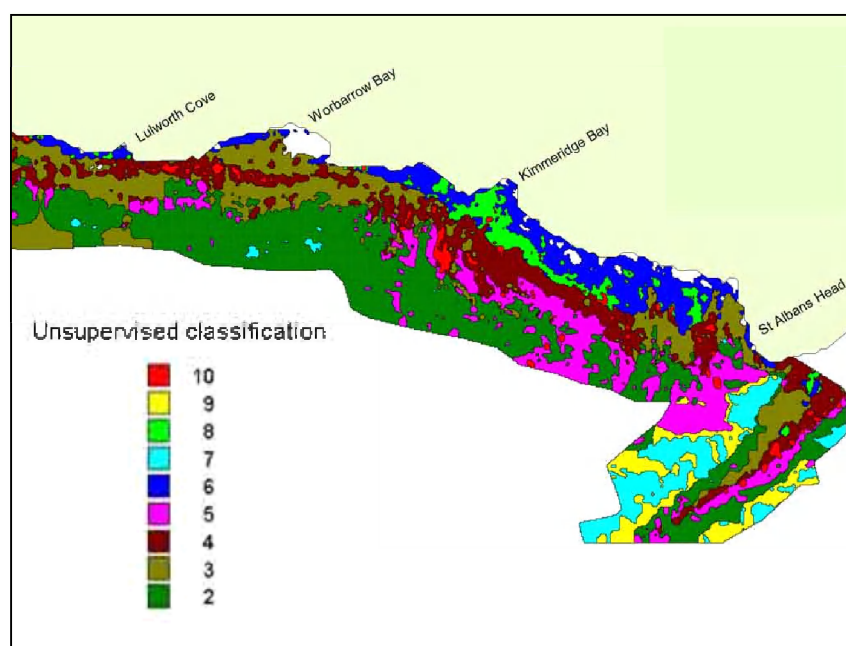 Lulworth Cove
Worbarrow Bay
Kimmeridge Bay
St Albans Head
Unsupervised classification
10
9
8
7
6
5
4
3
2